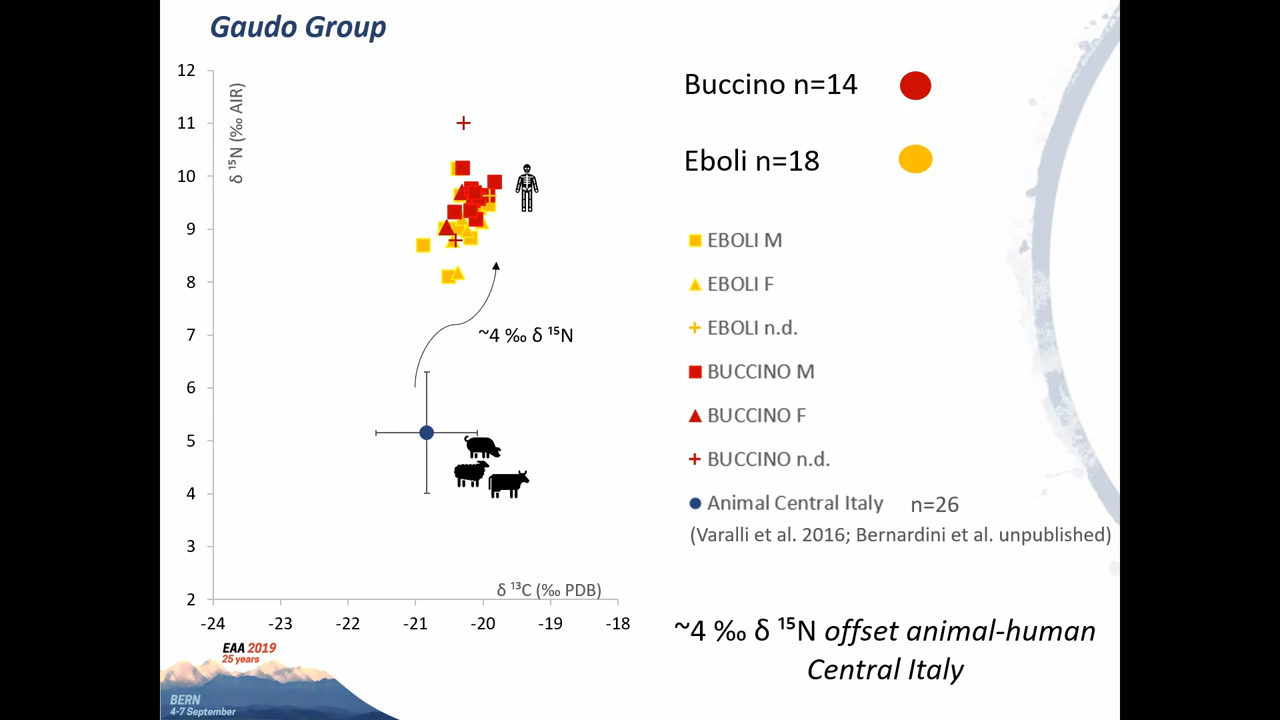 Gaudo Group
Buccino n=14
Eboli n=18
12
11
10
9
8
7
6
5
4
3
2
δ ¹⁵N (‰ AIR)
~4 ‰ δ ¹⁵N
δ ¹³C (‰ PDB)
-24 -23 -22 -21 -20 -19 -18
EBOLI M
EBOLI F
EBOLI n.d.
BUCCINO M
BUCCINO F
BUCCINO n.d.
Animal Central Italy n=26
(Varalli et al. 2016; Bernardini et al. unpublished)
~4 ‰ δ ¹⁵N offset animal-human
Central Italy
EAA 2019
25 years
BERN
4-7 September